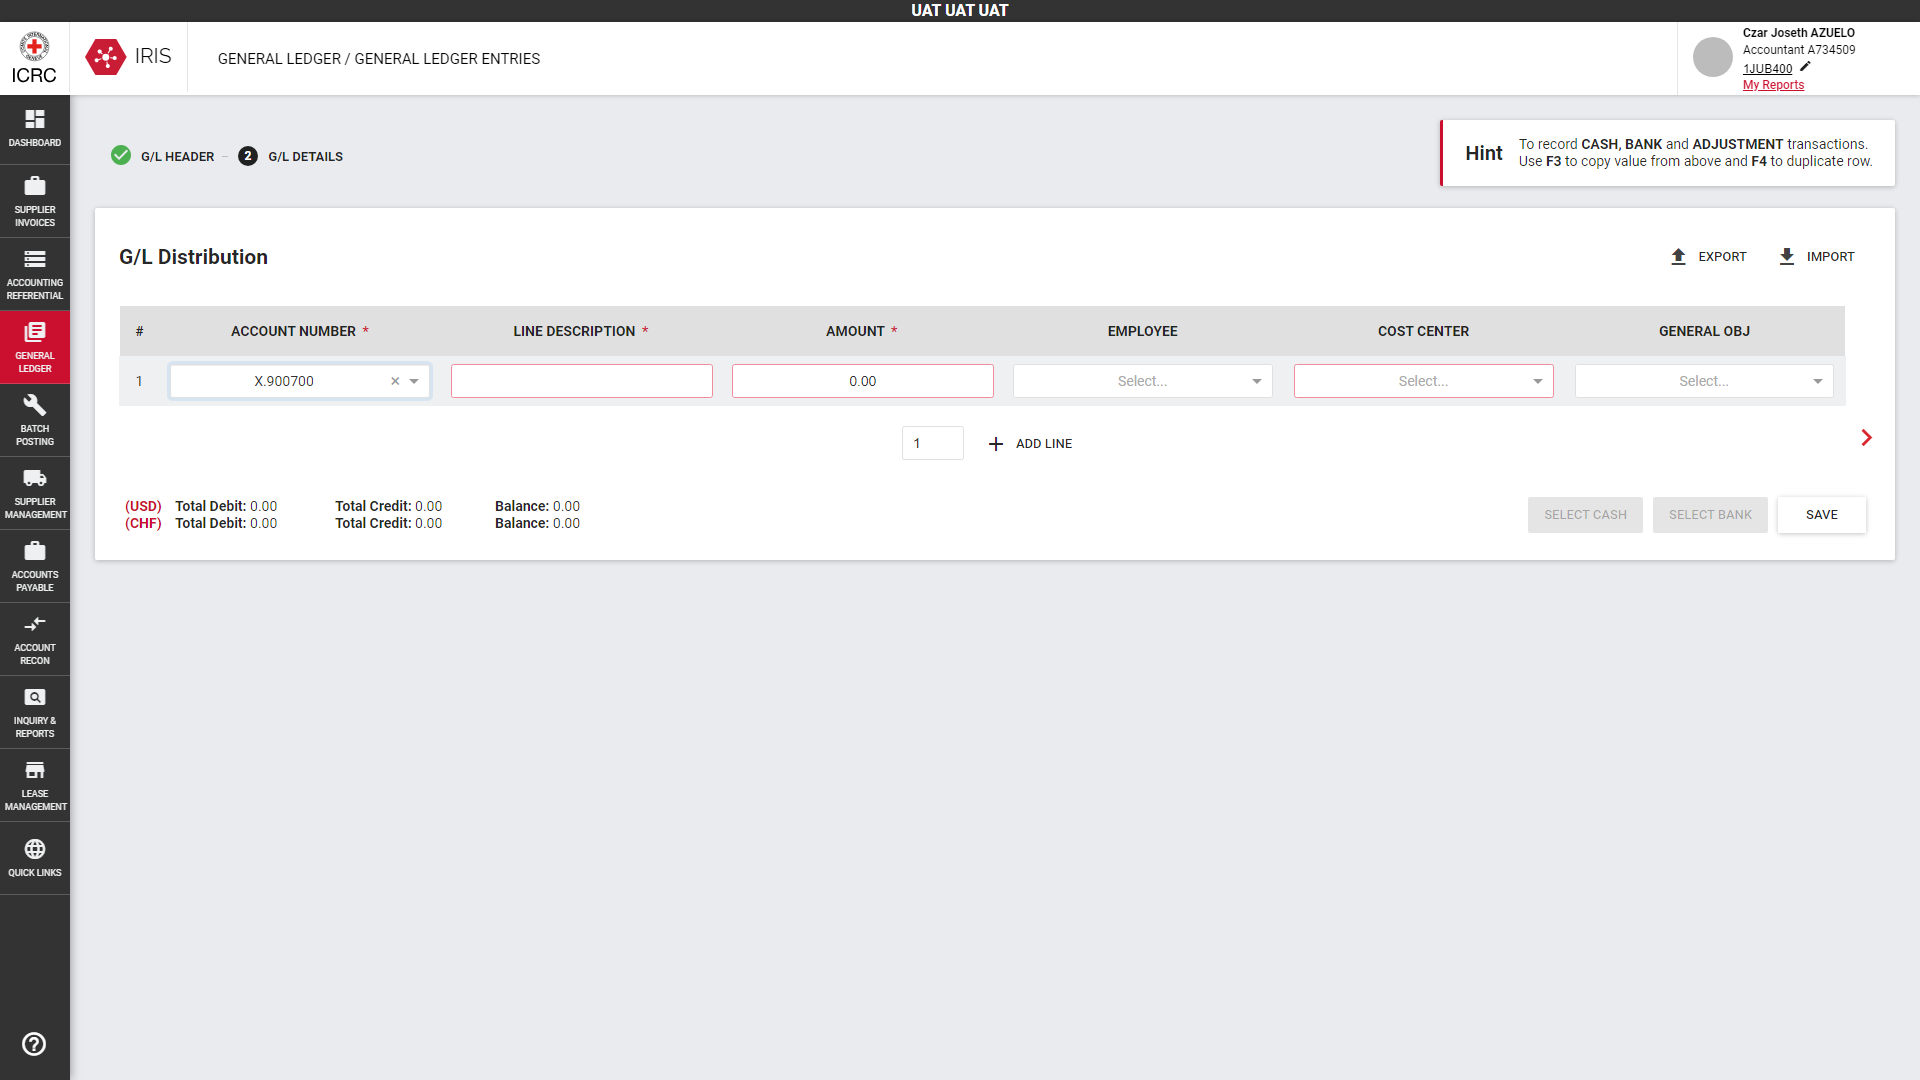 UAT UAT UAT
ICRC
IRIS
GENERAL LEDGER / GENERAL LEDGER ENTRIES
Czar Joseth AZUELO
Accountant A734509
1JUB400
My Reports
DASHBOARD
SUPPLIER
INVOICES
ACCOUNTING
REFERENTIAL
GENERAL
LEDGER
BATCH
POSTING
SUPPLIER
MANAGEMENT
ACCOUNTS
PAYABLE
ACCOUNT
RECON
INQUIRY &
REPORTS
LEASE
MANAGEMENT
QUICK LINKS
G/L HEADER – 2 G/L DETAILS
Hint
To record CASH, BANK and ADJUSTMENT transactions.
Use F3 to copy value from above and F4 to duplicate row.
G/L Distribution
EXPORT IMPORT
# ACCOUNT NUMBER * LINE DESCRIPTION * AMOUNT * EMPLOYEE COST CENTER GENERAL OBJ
1 X.900700 × 0.00 Select... Select... Select...
1 + ADD LINE
(USD) Total Debit: 0.00 Total Credit: 0.00 Balance: 0.00
(CHF) Total Debit: 0.00 Total Credit: 0.00 Balance: 0.00
SELECT CASH SELECT BANK SAVE